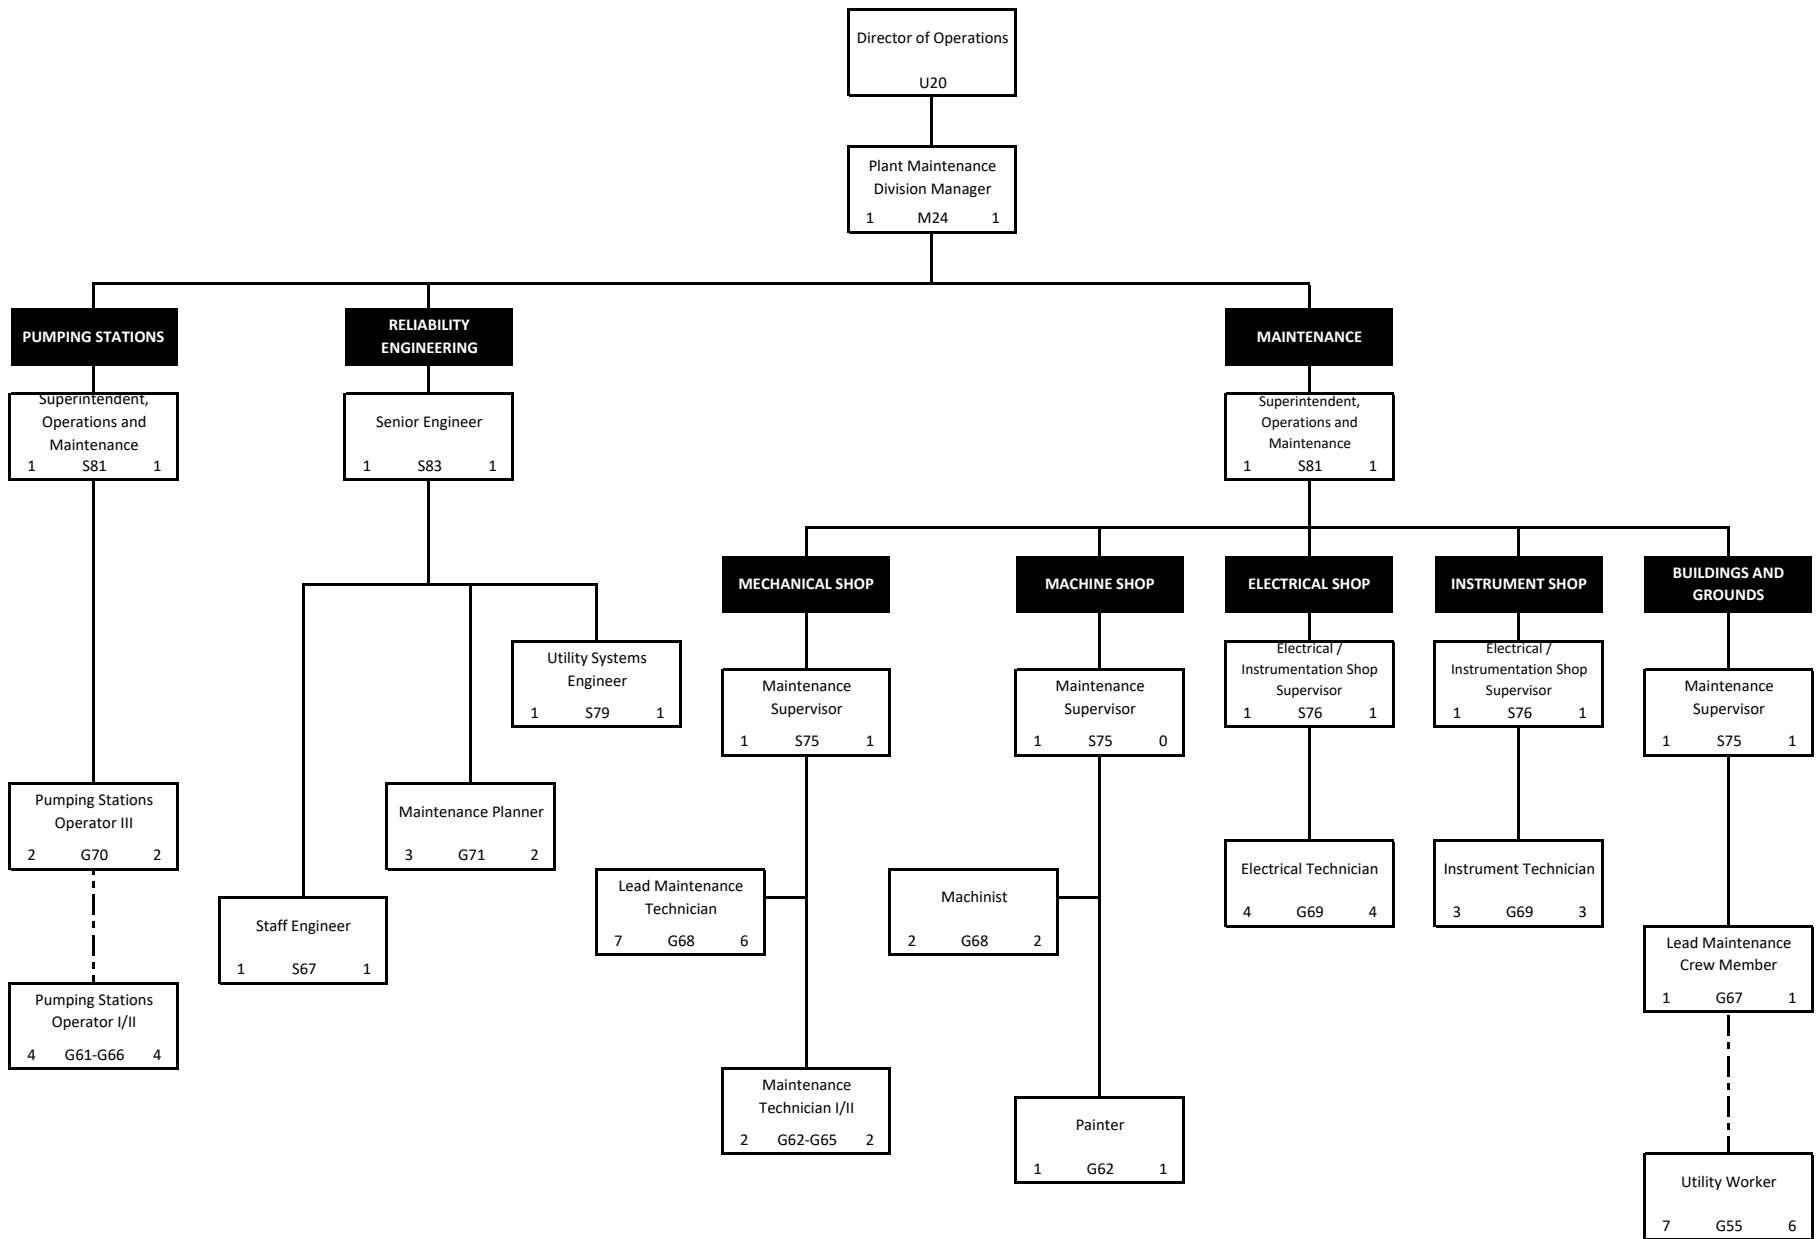 Director of Operations
U20
Plant Maintenance
Division Manager
1 M24 1
PUMPING STATIONS
Superintendent,
Operations and
Maintenance
1 S81 1
Pumping Stations
Operator III
2 G70 2
Pumping Stations
Operator I/II
4 G61-G66 4
RELIABILITY
ENGINEERING
Senior Engineer
1 S83 1
Staff Engineer
1 S67 1
Maintenance Planner
3 G71 2
Utility Systems
Engineer
1 S79 1
MAINTENANCE
Superintendent,
Operations and
Maintenance
1 S81 1
MECHANICAL SHOP
Maintenance
Supervisor
1 S75 1
Lead Maintenance
Technician
7 G68 6
Maintenance
Technician I/II
2 G62-G65 2
MACHINE SHOP
Maintenance
Supervisor
1 S75 0
Machinist
2 G68 2
Painter
1 G62 1
ELECTRICAL SHOP
Electrical /
Instrumentation Shop
Supervisor
1 S76 1
Electrical Technician
4 G69 4
INSTRUMENT SHOP
Electrical /
Instrumentation Shop
Supervisor
1 S76 1
Instrument Technician
3 G69 3
BUILDINGS AND
GROUNDS
Maintenance
Supervisor
1 S75 1
Lead Maintenance
Crew Member
1 G67 1
Utility Worker
7 G55 6